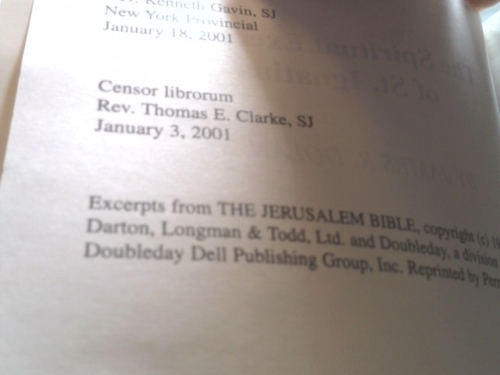 Rev. Kenneth Gavin, SJ
New York Provincial
January 18, 2001
Censor librorum
Rev. Thomas E. Clarke, SJ
January 3, 2001
Excerpts from THE JERUSALEM BIBLE, copyright (c)
Darton, Longman & Todd, Ltd. and Doubleday, a division
Doubleday Dell Publishing Group, Inc. Reprinted by